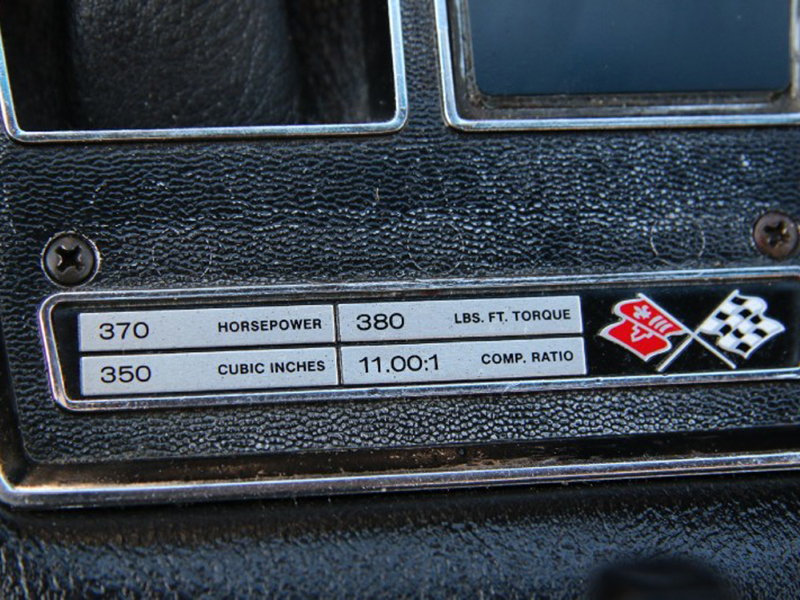 370 HORSEPOWER
380 LBS. FT. TORQUE
350 CUBIC INCHES
11.00:1 COMP. RATIO